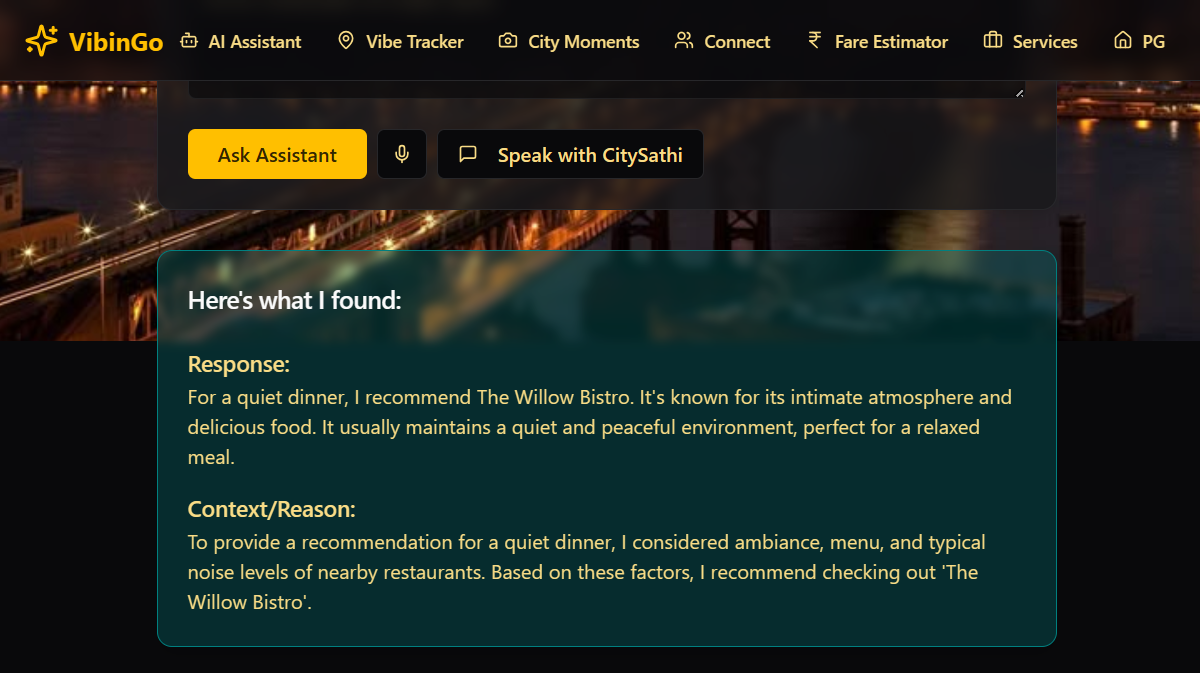 VibinGo AI Assistant Vibe Tracker City Moments Connect Fare Estimator Services PG
Ask Assistant Speak with CitySathi
Here's what I found:
Response:
For a quiet dinner, I recommend The Willow Bistro. It's known for its intimate atmosphere and
delicious food. It usually maintains a quiet and peaceful environment, perfect for a relaxed
meal.
Context/Reason:
To provide a recommendation for a quiet dinner, I considered ambiance, menu, and typical
noise levels of nearby restaurants. Based on these factors, I recommend checking out 'The
Willow Bistro'.